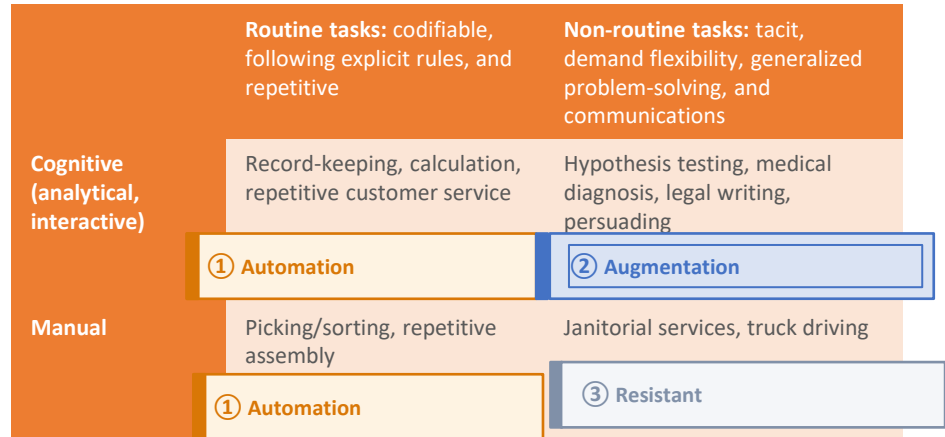 Routine tasks: codifiable,
following explicit rules, and
repetitive
Non-routine tasks: tacit,
demand flexibility, generalized
problem-solving, and
communications
Cognitive
(analytical,
interactive)
Record-keeping, calculation,
repetitive customer service
Hypothesis testing, medical
diagnosis, legal writing,
persuading
① Automation
② Augmentation
Manual
Picking/sorting, repetitive
assembly
Janitorial services, truck driving
① Automation
③ Resistant